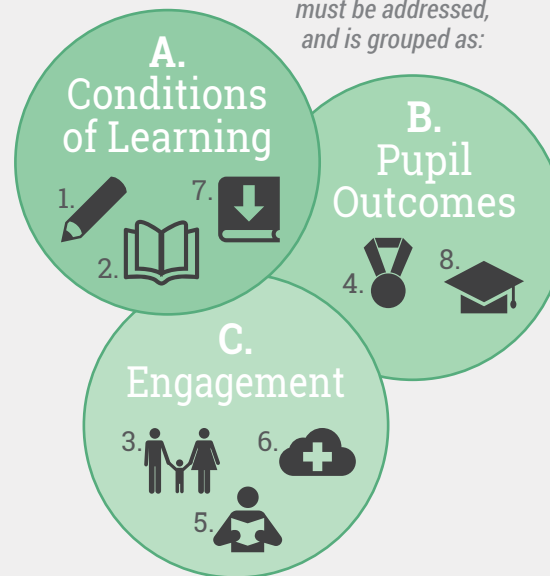 must be addressed,
and is grouped as:
A.
Conditions
of Learning
1.
7.
2.
B.
Pupil
Outcomes
4.
8.
C.
Engagement
3.
6.
5.